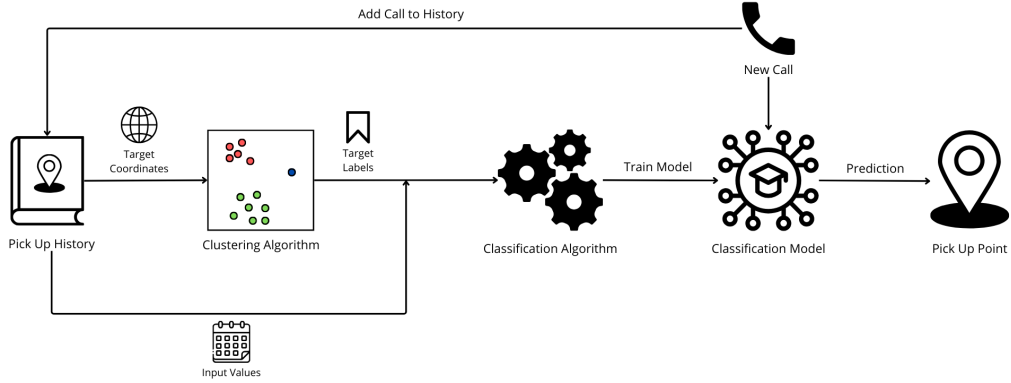 Add Call to History
New Call
Target
Coordinates
Target
Labels
Train Model
Prediction
Pick Up History
Clustering Algorithm
Classification Algorithm
Classification Model
Pick Up Point
Input Values